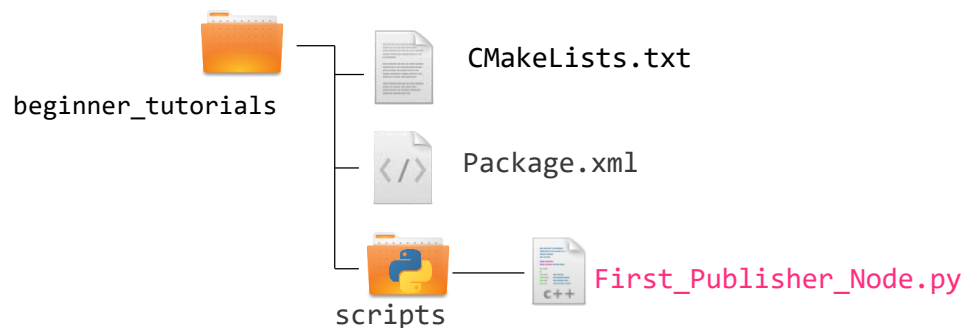 beginner_tutorials
CMakeLists.txt
Package.xml
</>
scripts
C++
First_Publisher_Node.py